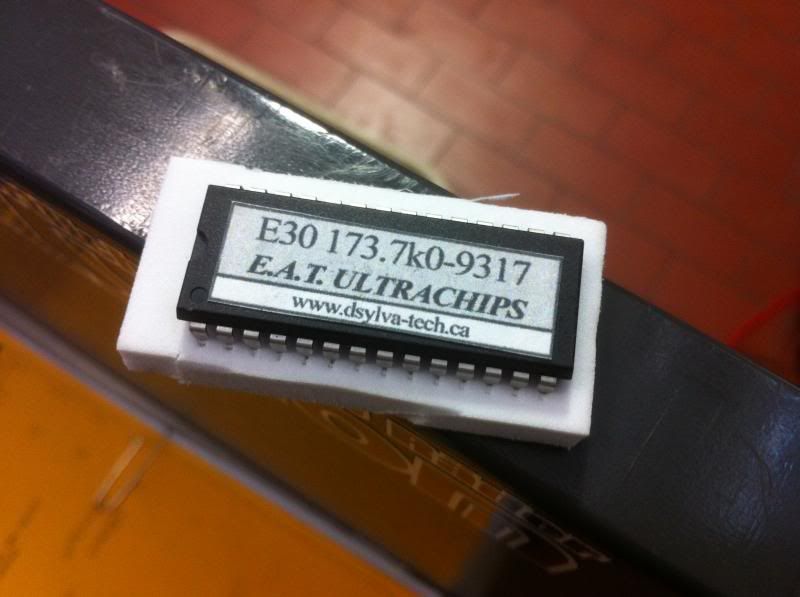 E30 173.7k0-9317
E.A.T. ULTRACHIPS
www.dsylva-tech.ca